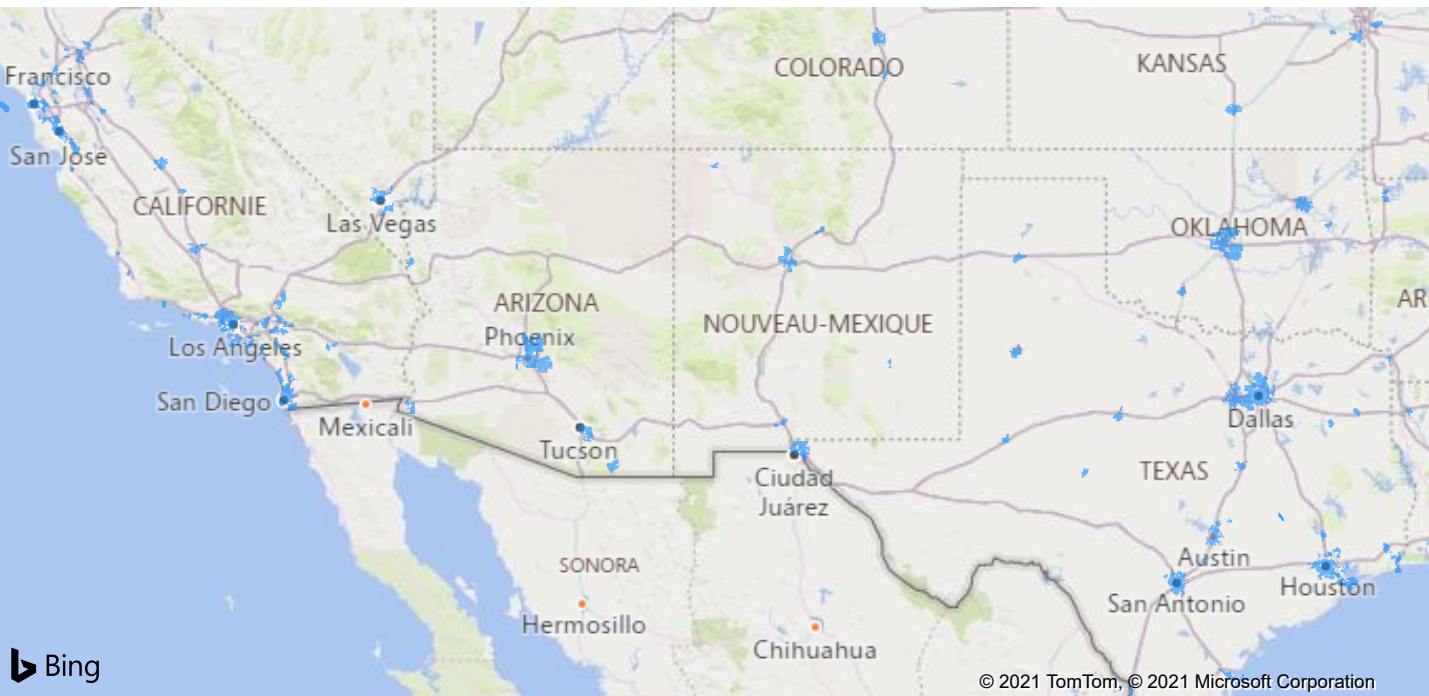 COLORADO
KANSAS
Francisco
San José
CALIFORNIE
Las Vegas
OKLAHOMA
ARIZONA
AR
NOUVEAU-MEXIQUE
Phoenix
Los Angeles
San Diego
Mexicali
Dallas
Tucson
TEXAS
Ciudad
Juárez
SONORA
Austin
Houston
San Antonio
Hermosillo
Chihuahua
Bing
© 2021 TomTom, © 2021 Microsoft Corporation